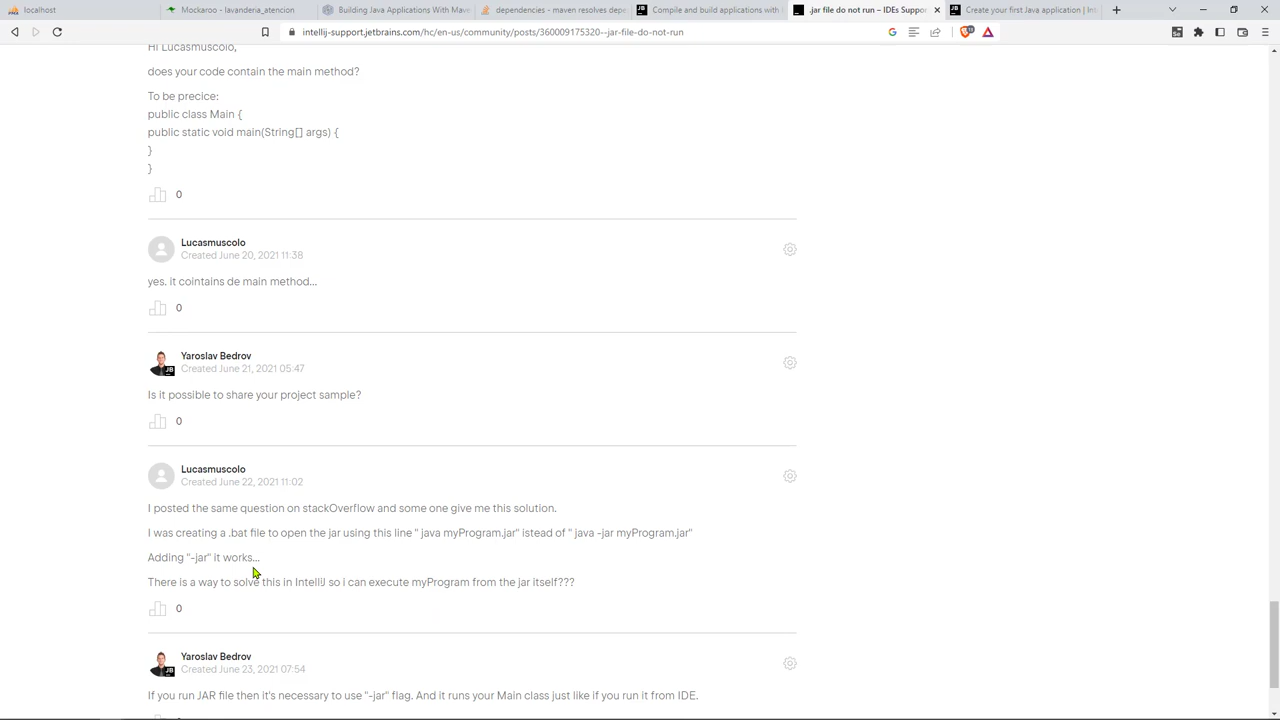 localhost
Mockaroo - lavanderia_atencion
Building Java Applications With Mave
dependencies - maven resolves depe
Compile and build applications with
.jar file do not run – IDEs Suppor
Create your first Java application | Int
intellij-support.jetbrains.com/hc/en-us/community/posts/360009175320--jar-file-do-not-run
Hi Lucasmuscolo,
does your code contain the main method?
To be precice:
public class Main {
public static void main(String[] args) {
}
}
0
Lucasmuscolo
Created June 20, 2021 11:38
yes. it cointains de main method...
0
Yaroslav Bedrov
Created June 21, 2021 05:47
Is it possible to share your project sample?
0
Lucasmuscolo
Created June 22, 2021 11:02
I posted the same question on stackOverflow and some one give me this solution.
I was creating a .bat file to open the jar using this line " java myProgram.jar" istead of " java -jar myProgram.jar"
Adding "-jar" it works...
There is a way to solve this in IntelliJ so i can execute myProgram from the jar itself???
0
Yaroslav Bedrov
Created June 23, 2021 07:54
If you run JAR file then it's necessary to use "-jar" flag. And it runs your Main class just like if you run it from IDE.